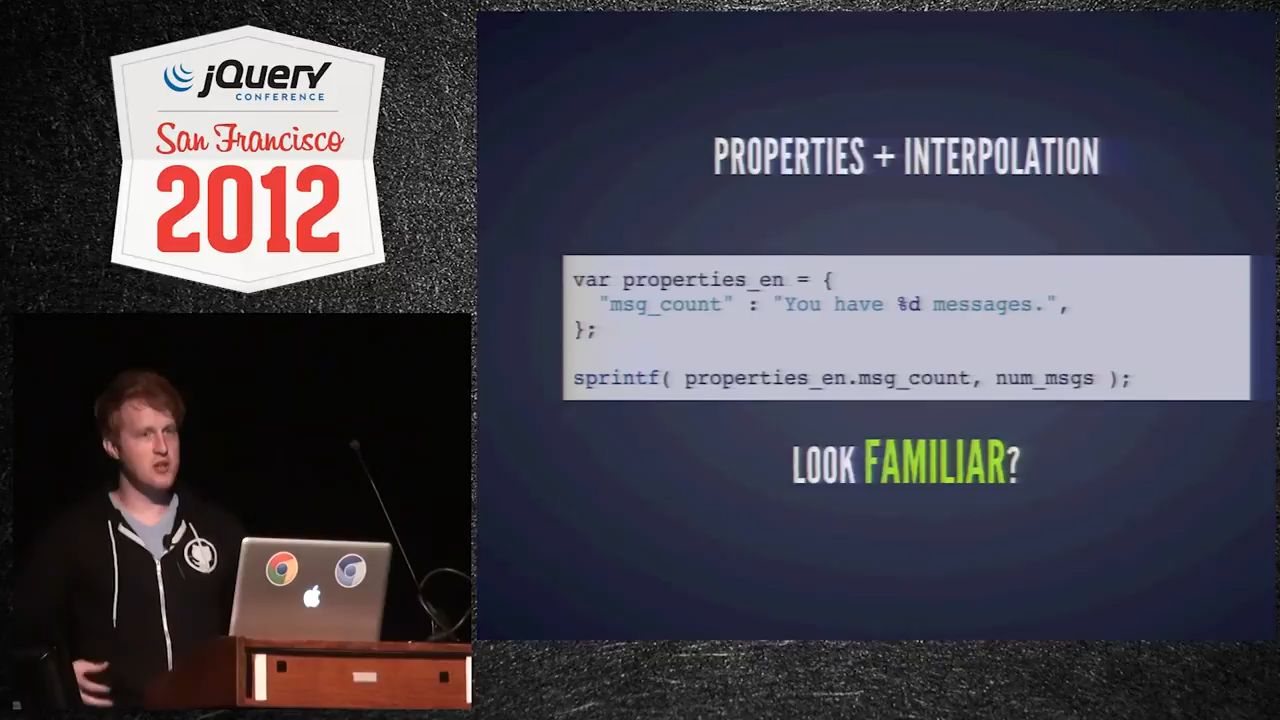 jQuery
CONFERENCE
San Francisco
2012
PROPERTIES + INTERPOLATION
var properties_en = {
"msg_count" : "You have %d messages.",
};
sprintf( properties_en.msg_count, num_msgs );
LOOK FAMILIAR?